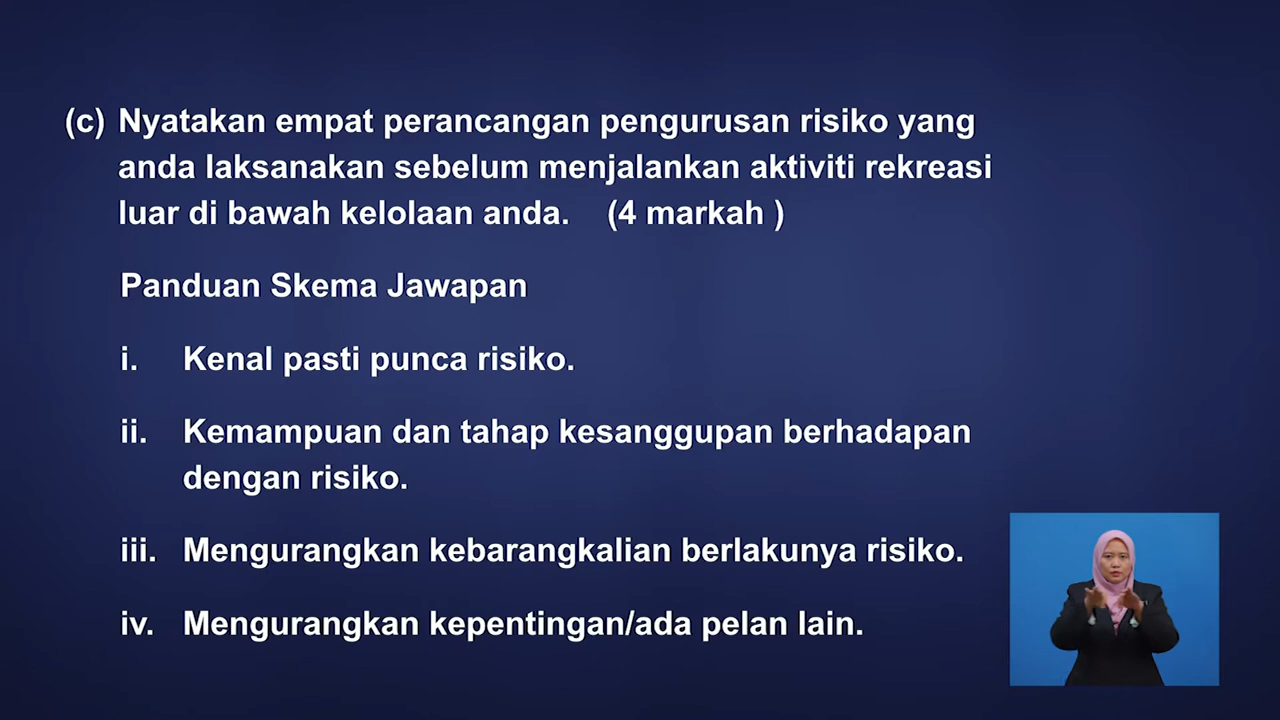 (c) Nyatakan empat perancangan pengurusan risiko yang
anda laksanakan sebelum menjalankan aktiviti rekreasi
luar di bawah kelolaan anda. (4 markah )
Panduan Skema Jawapan
i. Kenal pasti punca risiko.
ii. Kemampuan dan tahap kesanggupan berhadapan
dengan risiko.
iii. Mengurangkan kebarangkalian berlakunya risiko.
iv. Mengurangkan kepentingan/ada pelan lain.